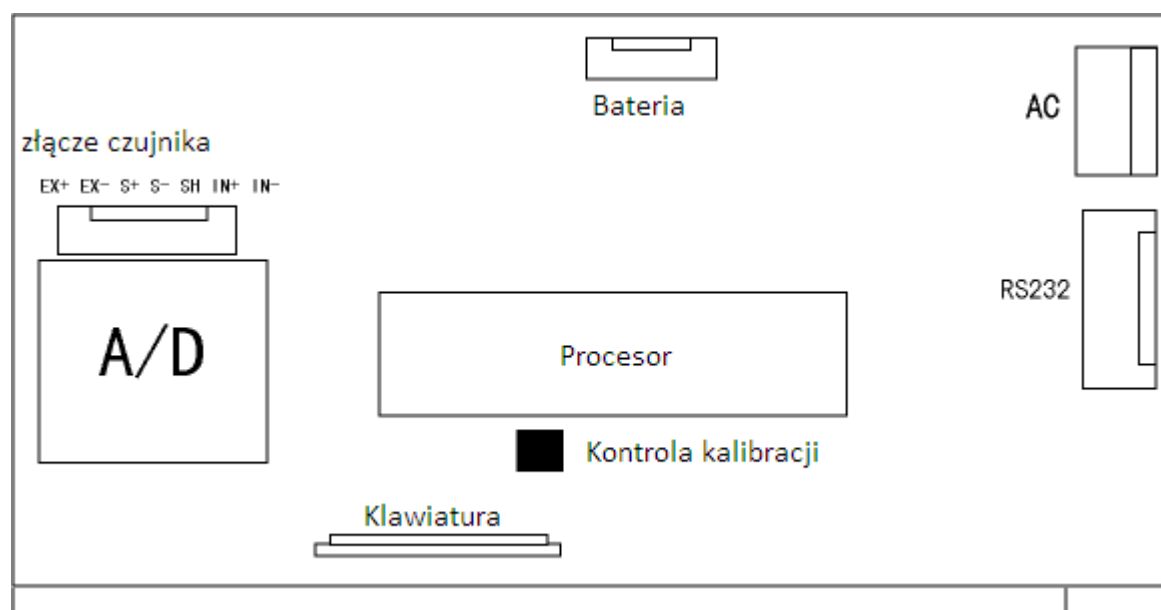 Bateria
AC
złącze czujnika
EX+ EX- S+ S- SH IN+ IN-
RS232
A/D
Procesor
Kontrola kalibracji
Klawiatura